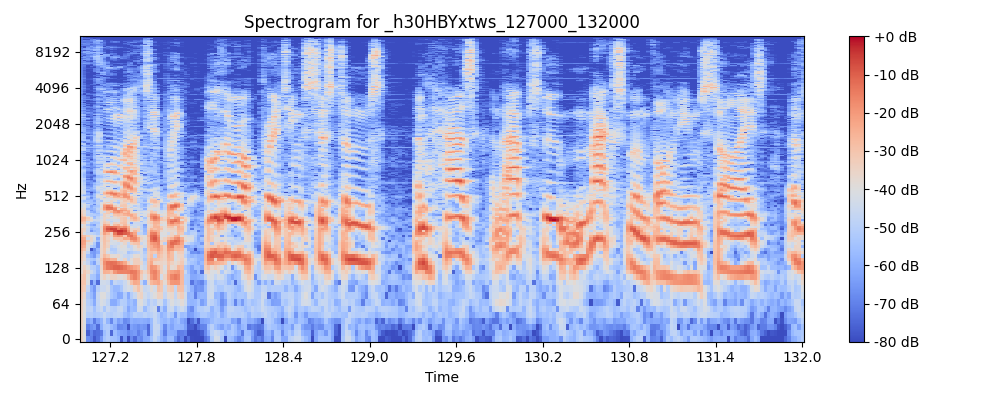 Spectrogram for _h30HBYxtws_127000_132000
Hz
8192
4096
2048
1024
512
256
128
64
0
127.2 127.8 128.4 129.0 129.6 130.2 130.8 131.4 132.0
Time
+0 dB
-10 dB
-20 dB
-30 dB
-40 dB
-50 dB
-60 dB
-70 dB
-80 dB